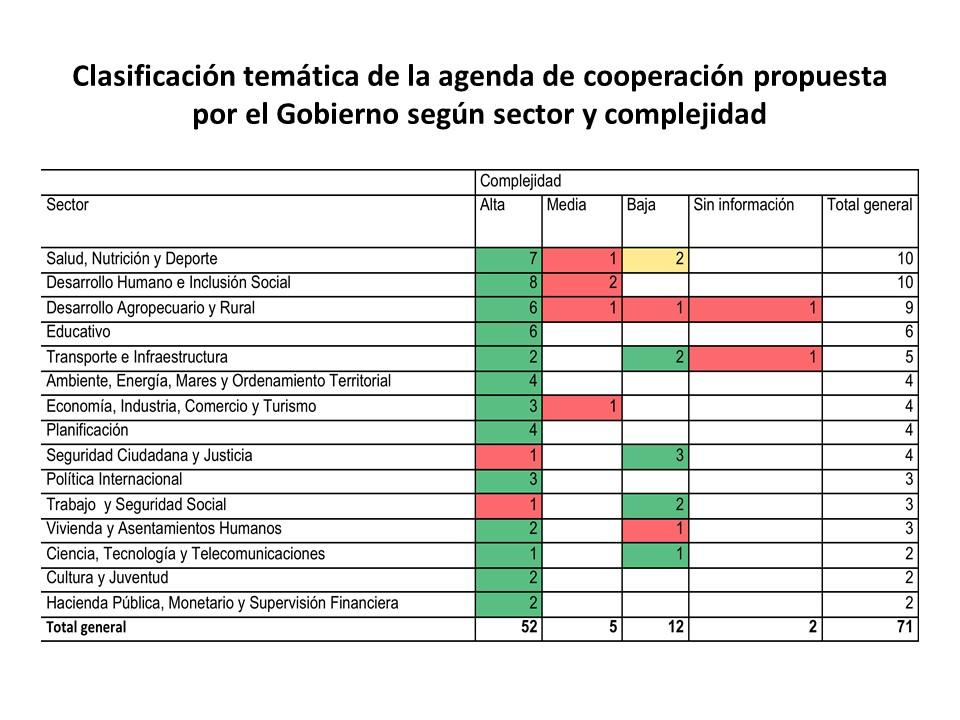 Clasificación temática de la agenda de cooperación propuesta
por el Gobierno según sector y complejidad
Complejidad
Sector Alta Media Baja Sin información Total general
Salud, Nutrición y Deporte 7 1 2 10
Desarrollo Humano e Inclusión Social 8 2 10
Desarrollo Agropecuario y Rural 6 1 1 1 9
Educativo 6 6
Transporte e Infraestructura 2 2 1 5
Ambiente, Energía, Mares y Ordenamiento Territorial 4 4
Economía, Industria, Comercio y Turismo 3 1 4
Planificación 4 4
Seguridad Ciudadana y Justicia 1 3 4
Política Internacional 3 3
Trabajo y Seguridad Social 1 2 3
Vivienda y Asentamientos Humanos 2 1 3
Ciencia, Tecnología y Telecomunicaciones 1 1 2
Cultura y Juventud 2 2
Hacienda Pública, Monetario y Supervisión Financiera 2 2
Total general 52 5 12 2 71